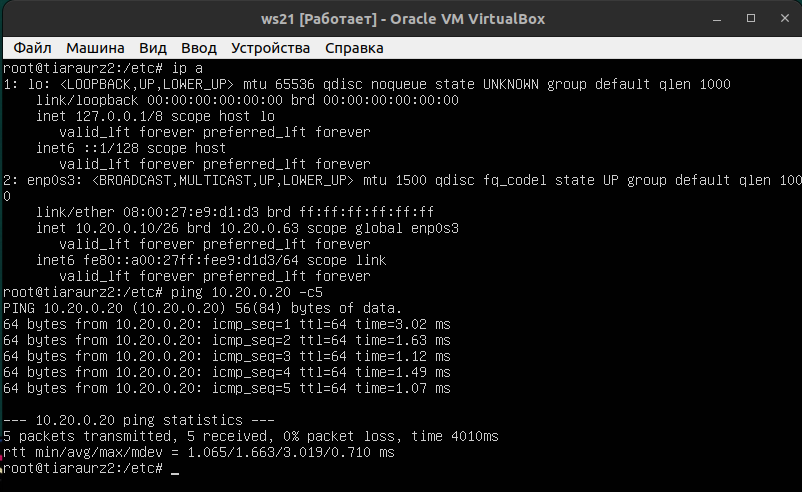 ws21 [Работает] - Oracle VM VirtualBox
Файл Машина Вид Ввод Устройства Справка
root@tiaraurz2:/etc# ip a
1: lo: <LOOPBACK,UP,LOWER_UP> mtu 65536 qdisc noqueue state UNKNOWN group default qlen 1000
    link/loopback 00:00:00:00:00:00 brd 00:00:00:00:00:00
    inet 127.0.0.1/8 scope host lo
       valid_lft forever preferred_lft forever
    inet6 ::1/128 scope host
       valid_lft forever preferred_lft forever
2: enp0s3: <BROADCAST,MULTICAST,UP,LOWER_UP> mtu 1500 qdisc fq_codel state UP group default qlen 100
0
    link/ether 08:00:27:e9:d1:d3 brd ff:ff:ff:ff:ff:ff
    inet 10.20.0.10/26 brd 10.20.0.63 scope global enp0s3
       valid_lft forever preferred_lft forever
    inet6 fe80::a00:27ff:fee9:d1d3/64 scope link
       valid_lft forever preferred_lft forever
root@tiaraurz2:/etc# ping 10.20.0.20 -c5
PING 10.20.0.20 (10.20.0.20) 56(84) bytes of data.
64 bytes from 10.20.0.20: icmp_seq=1 ttl=64 time=3.02 ms
64 bytes from 10.20.0.20: icmp_seq=2 ttl=64 time=1.63 ms
64 bytes from 10.20.0.20: icmp_seq=3 ttl=64 time=1.12 ms
64 bytes from 10.20.0.20: icmp_seq=4 ttl=64 time=1.49 ms
64 bytes from 10.20.0.20: icmp_seq=5 ttl=64 time=1.07 ms

--- 10.20.0.20 ping statistics ---
5 packets transmitted, 5 received, 0% packet loss, time 4010ms
rtt min/avg/max/mdev = 1.065/1.663/3.019/0.710 ms
root@tiaraurz2:/etc# _